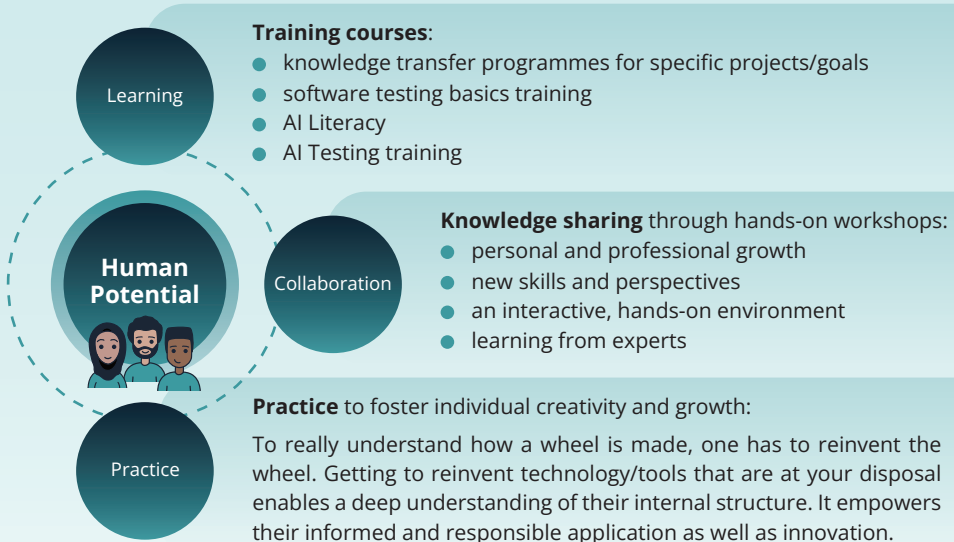 Learning
Training courses:
knowledge transfer programmes for specific projects/goals
software testing basics training
AI Literacy
AI Testing training
Human
Potential
Collaboration
Knowledge sharing through hands-on workshops:
personal and professional growth
new skills and perspectives
an interactive, hands-on environment
learning from experts
Practice
Practice to foster individual creativity and growth:
To really understand how a wheel is made, one has to reinvent the
wheel. Getting to reinvent technology/tools that are at your disposal
enables a deep understanding of their internal structure. It empowers
their informed and responsible application as well as innovation.